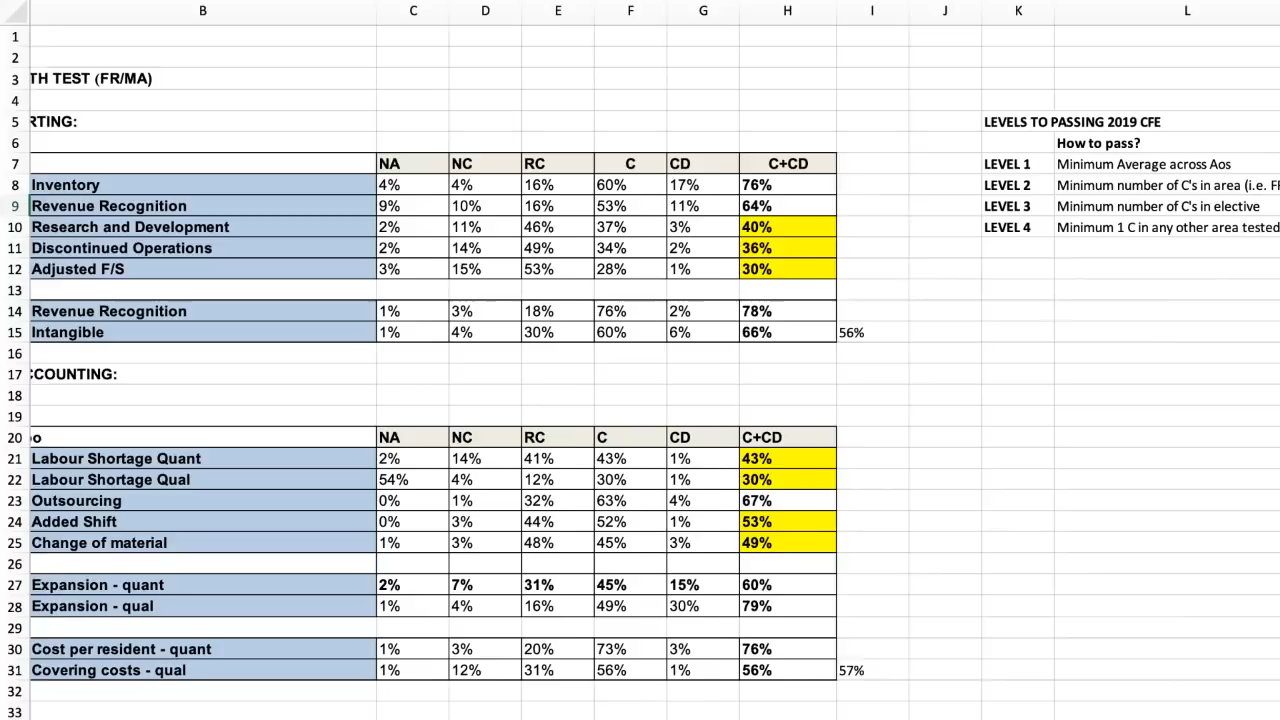 B C D E F G H I J K L
1
2
3 TH TEST (FR/MA)
4
5 RTING: LEVELS TO PASSING 2019 CFE
6 How to pass?
7 NA NC RC C CD C+CD LEVEL 1 Minimum Average across Aos
8 Inventory 4% 4% 16% 60% 17% 76% LEVEL 2 Minimum number of C's in area (i.e. FR
9 Revenue Recognition 9% 10% 16% 53% 11% 64% LEVEL 3 Minimum number of C's in elective
10 Research and Development 2% 11% 46% 37% 3% 40% LEVEL 4 Minimum 1 C in any other area tested
11 Discontinued Operations 2% 14% 49% 34% 2% 36%
12 Adjusted F/S 3% 15% 53% 28% 1% 30%
13
14 Revenue Recognition 1% 3% 18% 76% 2% 78%
15 Intangible 1% 4% 30% 60% 6% 66% 56%
16
17 CCOUNTING:
18
19
20 oo NA NC RC C CD C+CD
21 Labour Shortage Quant 2% 14% 41% 43% 1% 43%
22 Labour Shortage Qual 54% 4% 12% 30% 1% 30%
23 Outsourcing 0% 1% 32% 63% 4% 67%
24 Added Shift 0% 3% 44% 52% 1% 53%
25 Change of material 1% 3% 48% 45% 3% 49%
26
27 Expansion - quant 2% 7% 31% 45% 15% 60%
28 Expansion - qual 1% 4% 16% 49% 30% 79%
29
30 Cost per resident - quant 1% 3% 20% 73% 3% 76%
31 Covering costs - qual 1% 12% 31% 56% 1% 56% 57%
32
33